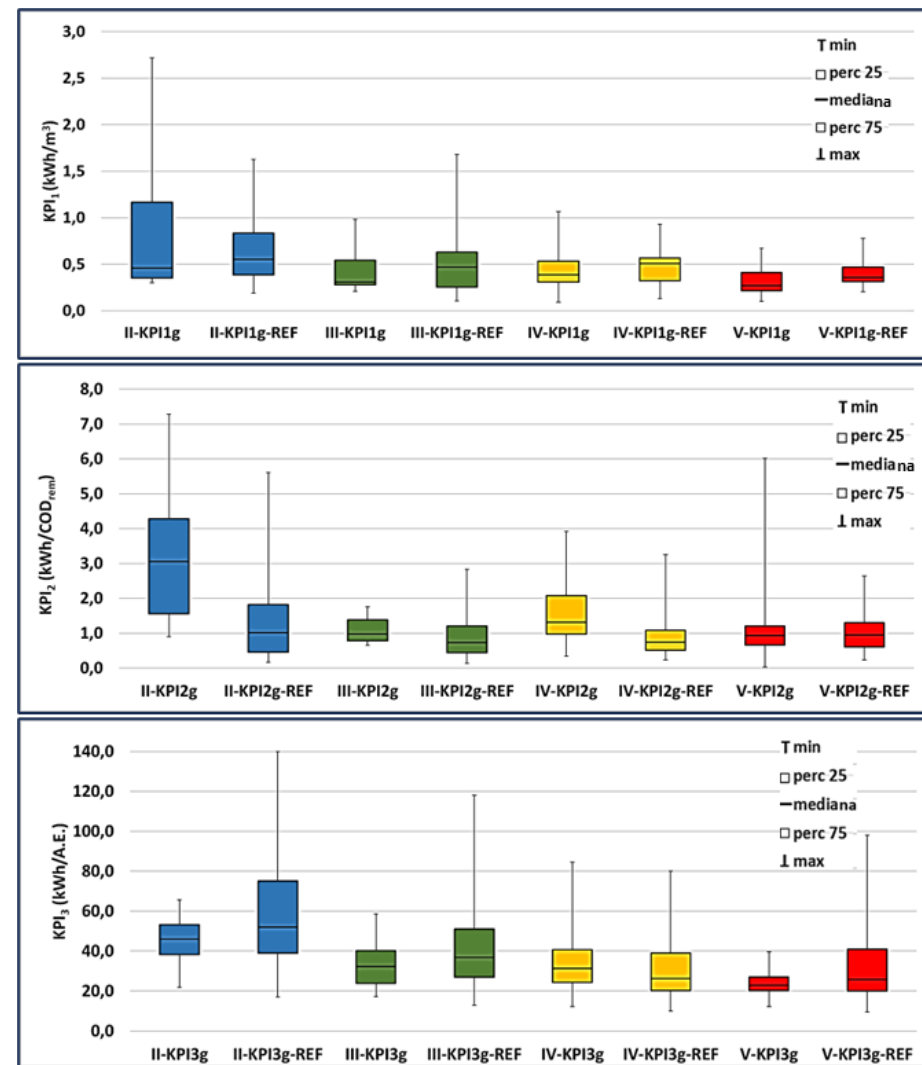 3,0
2,5
2,0
1,5
1,0
0,5
0,0
KPI₁ (kWh/m³)
T min
perc 25
mediana
perc 75
⊥ max
II-KPI1g II-KPI1g-REF III-KPI1g III-KPI1g-REF IV-KPI1g IV-KPI1g-REF V-KPI1g V-KPI1g-REF
8,0
7,0
6,0
5,0
4,0
3,0
2,0
1,0
0,0
KPI₂ (kWh/CODrem)
T min
perc 25
mediana
perc 75
⊥ max
II-KPI2g II-KPI2g-REF III-KPI2g III-KPI2g-REF IV-KPI2g IV-KPI2g-REF V-KPI2g V-KPI2g-REF
140,0
120,0
100,0
80,0
60,0
40,0
20,0
0,0
KPI₃ (kWh/A.E.)
T min
perc 25
mediana
perc 75
⊥ max
II-KPI3g II-KPI3g-REF III-KPI3g III-KPI3g-REF IV-KPI3g IV-KPI3g-REF V-KPI3g V-KPI3g-REF